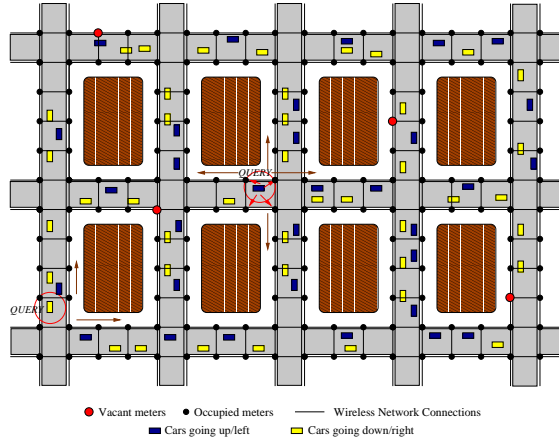 QUERY
QUERY
Vacant meters Occupied meters Wireless Network Connections
Cars going up/left Cars going down/right